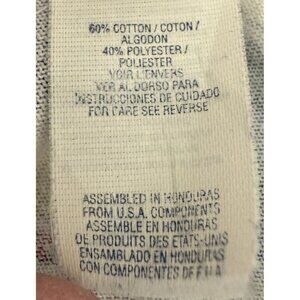 60% COTTON / COTON /
ALGODON
40% POLYESTER /
POLIESTER
VOIR L'ENVERS
VER AL DORSO PARA
INSTRUCCIONES DE CUIDADO
FOR CARE SEE REVERSE
ASSEMBLED IN HONDURAS
FROM U.S.A. COMPONENTS
ASSEMBLE EN HONDURAS
DE PRODUITS DES ETATS-UNIS
ENSAMBLADO EN HONDURAS
CON COMPONENTES DE